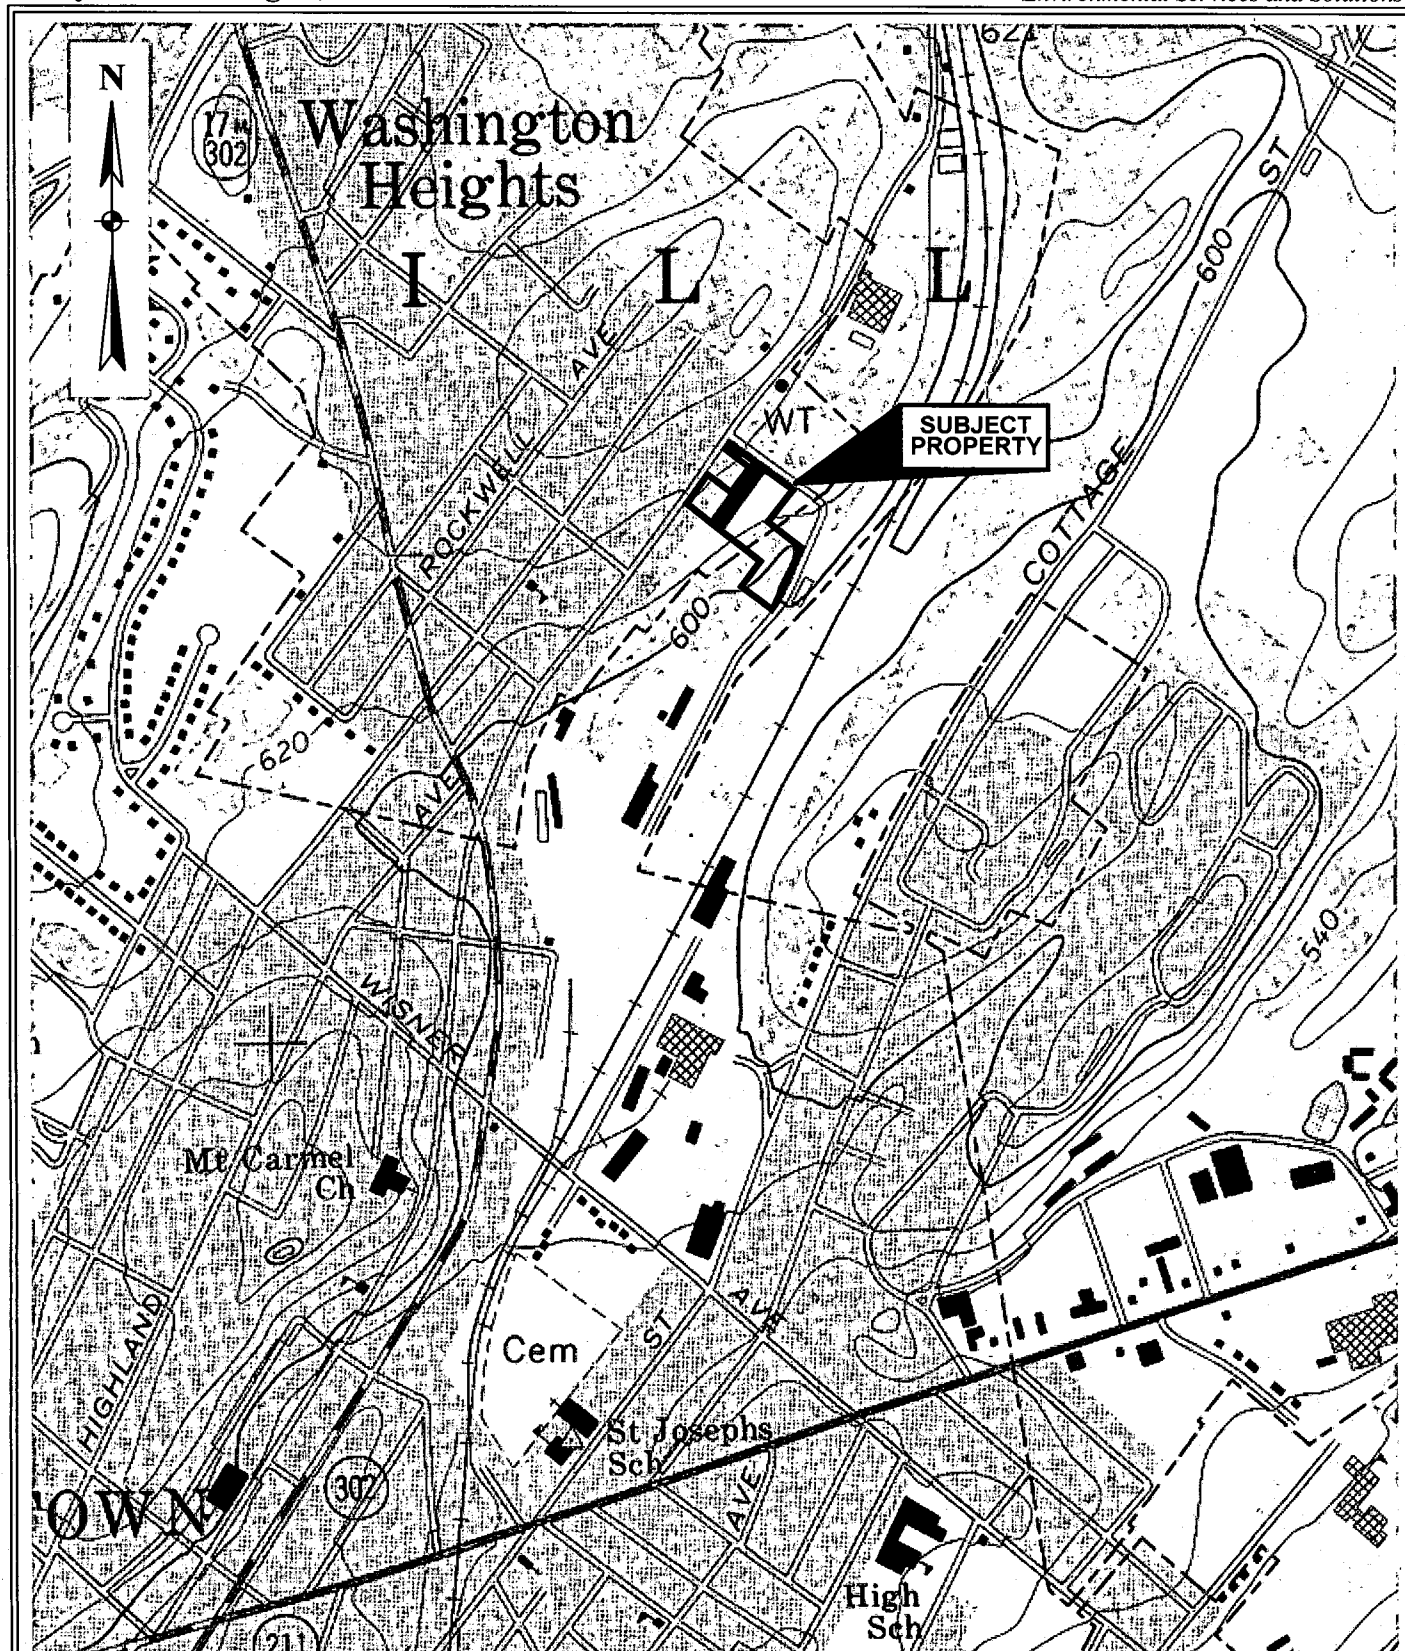 Environmental Services and Solutions
621
N
17M
302
Washington
Heights
I L L
ST
600
AVE
WT
SUBJECT
PROPERTY
ROCKWELL
COTTAGE
600
620
AVE
540
WISNER
Mt Carmel
Ch
HIGHLAND
AVE
ST
Cem
St Josephs
Sch
302
AVE
OWN
High
Sch
211